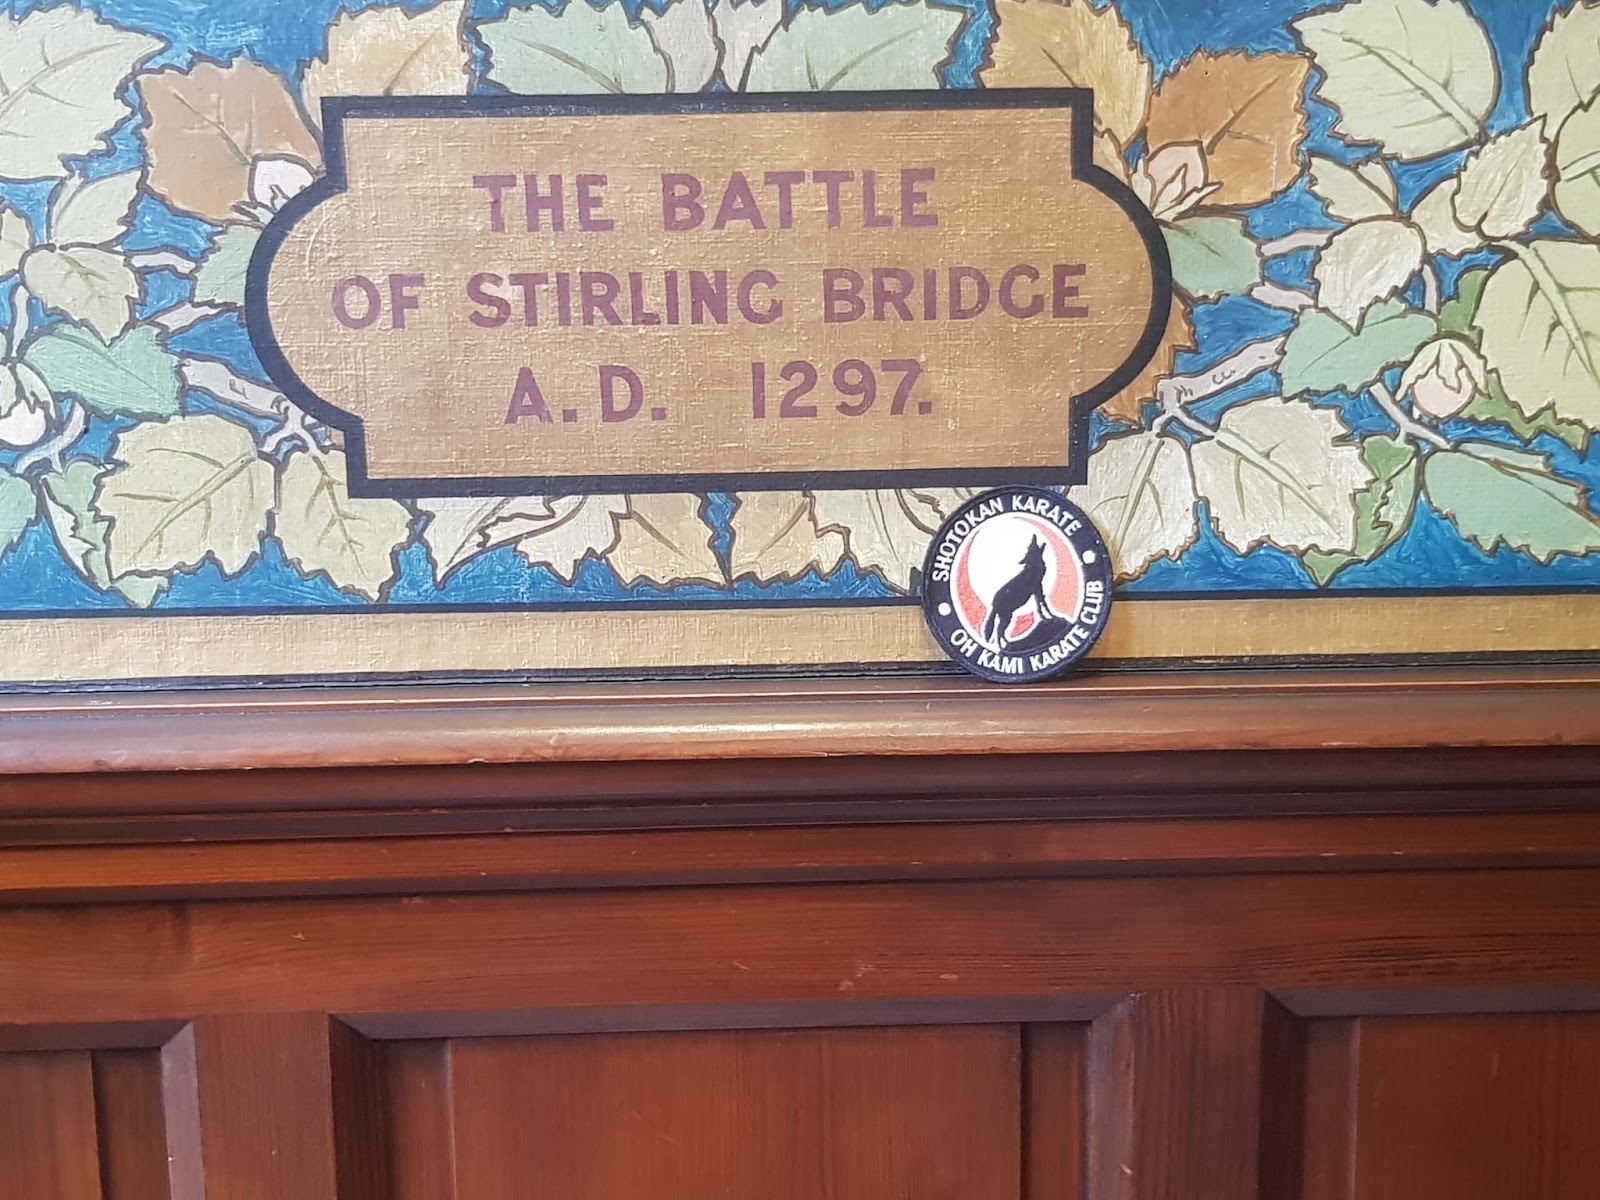 THE BATTLE
OF STIRLING BRIDGE
A.D. 1297.
SHOTOKAN KARATE
OH KAMI KARATE CLUB